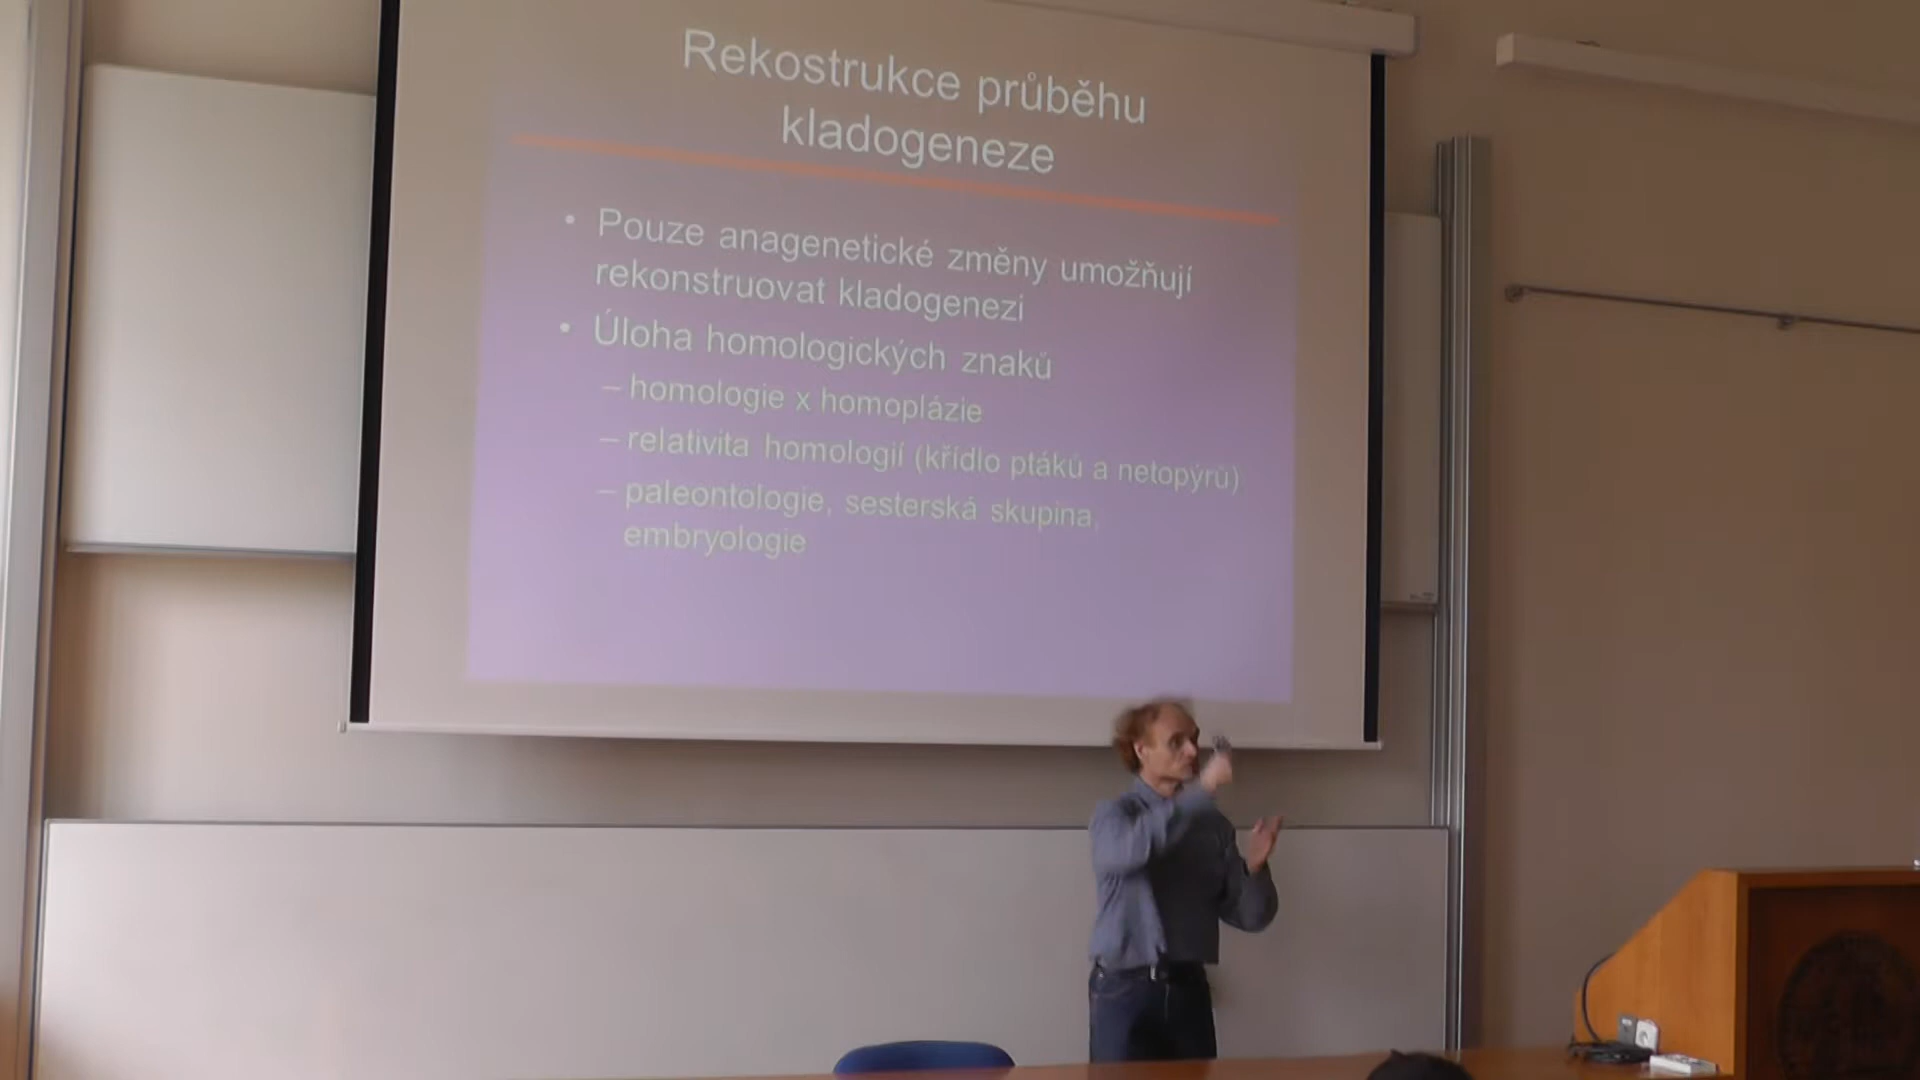 Rekostrukce průběhu
kladogeneze
• Pouze anagenetické změny umožňují
rekonstruovat kladogenezi
• Úloha homologických znaků
– homologie x homoplázie
– relativita homologií (křídlo ptáků a netopýrů)
– paleontologie, sesterská skupina,
embryologie